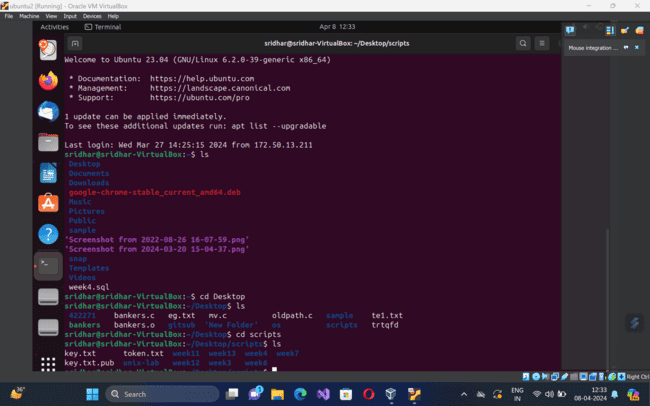 ubuntu2 [Running] - Oracle VM VirtualBox
File Machine View Input Devices Help
Activities Terminal Apr 8 12:33
sridhar@sridhar-VirtualBox: ~/Desktop/scripts
Mouse integration ...
Welcome to Ubuntu 23.04 (GNU/Linux 6.2.0-39-generic x86_64)
* Documentation: https://help.ubuntu.com
* Management: https://landscape.canonical.com
* Support: https://ubuntu.com/pro
1 update can be applied immediately.
To see these additional updates run: apt list --upgradable
Last login: Wed Mar 27 14:25:15 2024 from 172.50.13.211
sridhar@sridhar-VirtualBox:~$ ls
Desktop
Documents
Downloads
google-chrome-stable_current_amd64.deb
Music
Pictures
Public
sample
'Screenshot from 2022-08-26 16-07-59.png'
'Screenshot from 2024-03-20 15-04-37.png'
snap
Templates
Videos
week4.sql
sridhar@sridhar-VirtualBox:~$ cd Desktop
sridhar@sridhar-VirtualBox:~/Desktop$ ls
422271 bankers.c eg.txt mv.c oldpath.c sample te1.txt
bankers bankers.o gitsub 'New Folder' os scripts trtqfd
sridhar@sridhar-VirtualBox:~/Desktop$ cd scripts
sridhar@sridhar-VirtualBox:~/Desktop/scripts$ ls
key.txt token.txt week11 week13 week4 week7
key.txt.pub unix-lab week12 week3
sridhar@sridhar-VirtualBox:~/Desktop/scripts$
Right Ctrl
36°
Search
ENG
IN
12:33
08-04-2024